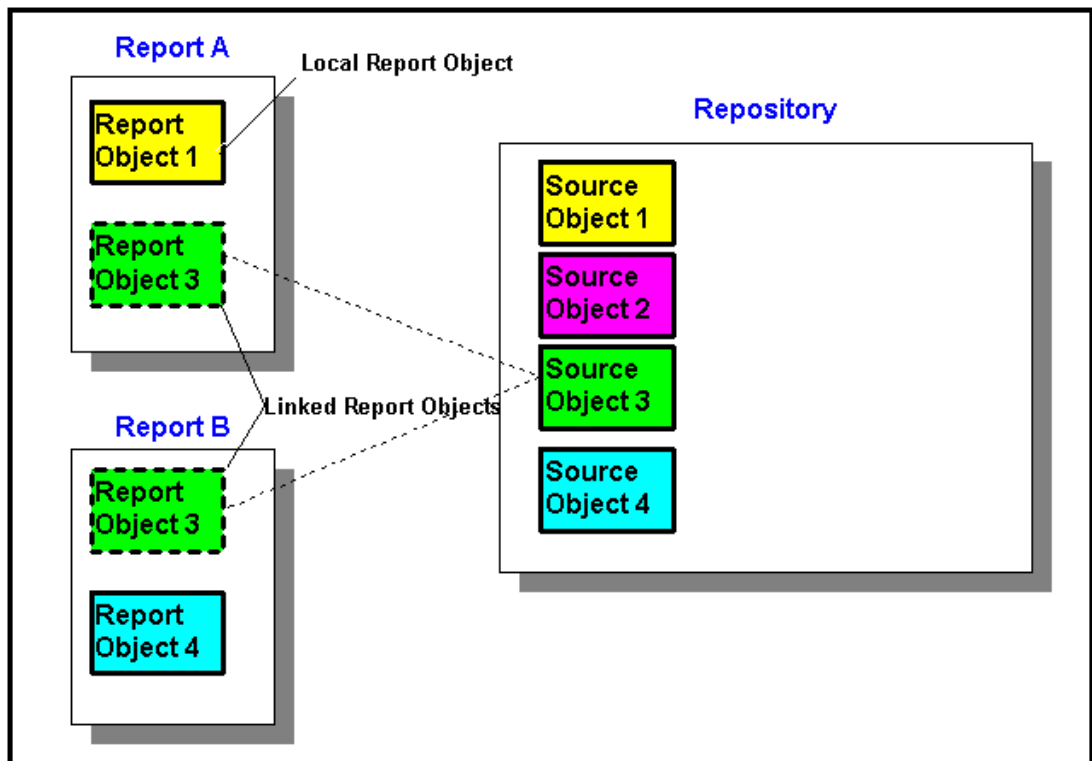 Report A
Local Report Object
Report
Object 1
Report
Object 3
Linked Report Objects
Report B
Report
Object 3
Report
Object 4
Repository
Source
Object 1
Source
Object 2
Source
Object 3
Source
Object 4